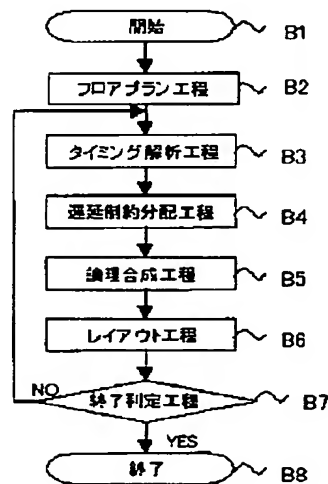 開始 B1
フロアプラン工程 B2
タイミング解析工程 B3
遅延制約分配工程 B4
論理合成工程 B5
レイアウト工程 B6
NO 終了判定工程 B7
YES
終了 B8